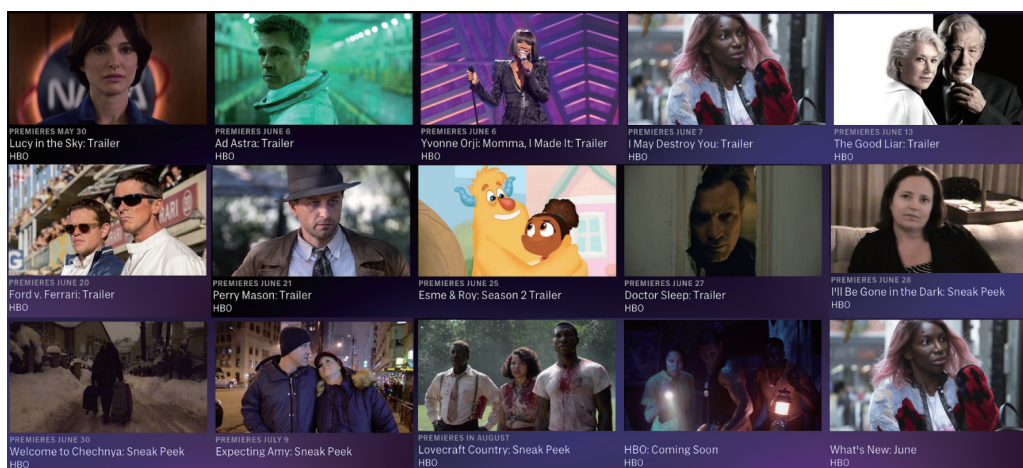 NASA
PREMIERES MAY 30
Lucy in the Sky: Trailer
HBO
PREMIERES JUNE 6
Ad Astra: Trailer
HBO
PREMIERES JUNE 6
Yvonne Orji: Momma, I Made It: Trailer
HBO
PREMIERES JUNE 7
I May Destroy You: Trailer
HBO
PREMIERES JUNE 13
The Good Liar: Trailer
HBO
PREMIERES JUNE 20
Ford v. Ferrari: Trailer
HBO
PREMIERES JUNE 21
Perry Mason: Trailer
HBO
PREMIERES JUNE 25
Esme & Roy: Season 2 Trailer
PREMIERES JUNE 27
Doctor Sleep: Trailer
HBO
PREMIERES JUNE 28
I'll Be Gone in the Dark: Sneak Peek
HBO
PREMIERES JUNE 30
Welcome to Chechnya: Sneak Peek
HBO
PREMIERES JULY 9
Expecting Amy: Sneak Peek
PREMIERES IN AUGUST
Lovecraft Country: Sneak Peek
HBO
HBO: Coming Soon
HBO
What's New: June
HBO